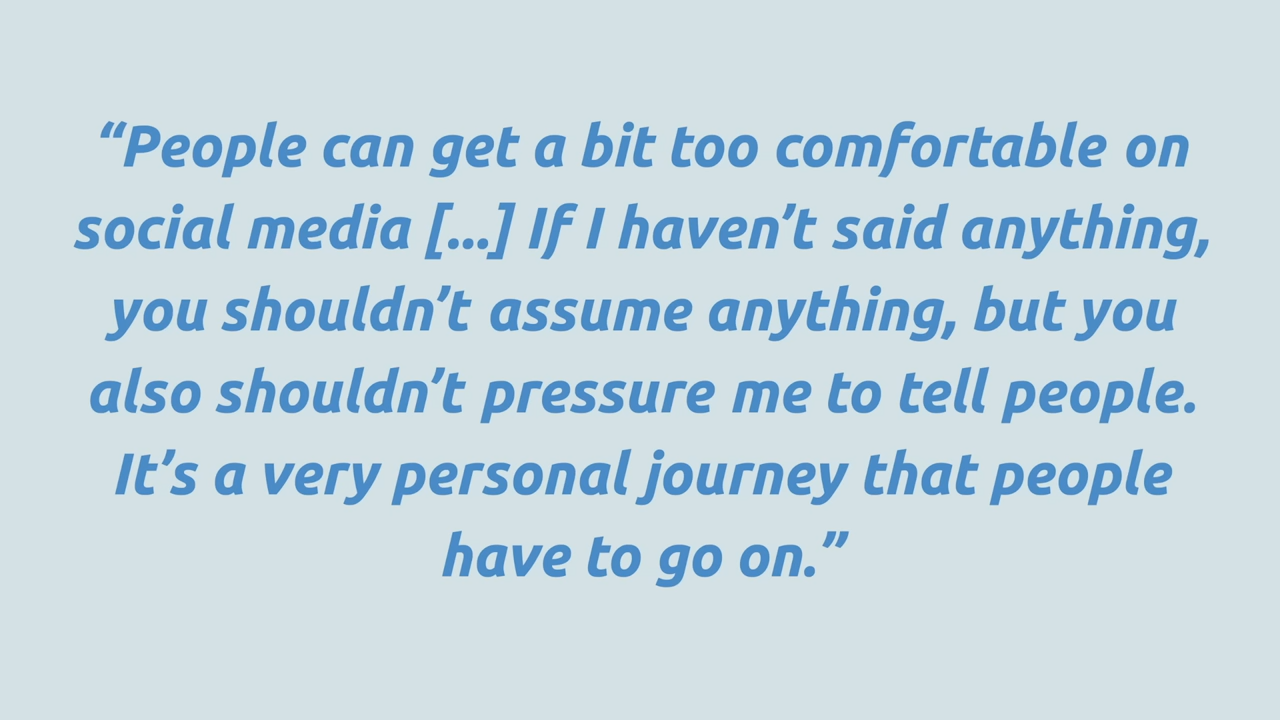 “People can get a bit too comfortable on
social media [...] If I haven’t said anything,
you shouldn’t assume anything, but you
also shouldn’t pressure me to tell people.
It’s a very personal journey that people
have to go on.”